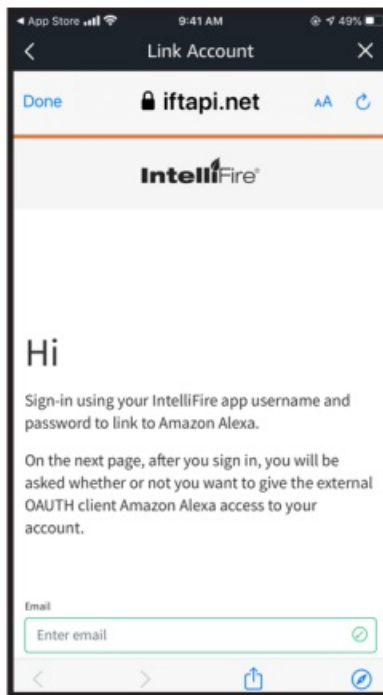 App Store 9:41 AM 49%
Link Account
Done iftapi.net AA
IntelliFire®
Hi
Sign-in using your IntelliFire app username and
password to link to Amazon Alexa.
On the next page, after you sign in, you will be
asked whether or not you want to give the external
OAUTH client Amazon Alexa access to your
account.
Email
Enter email